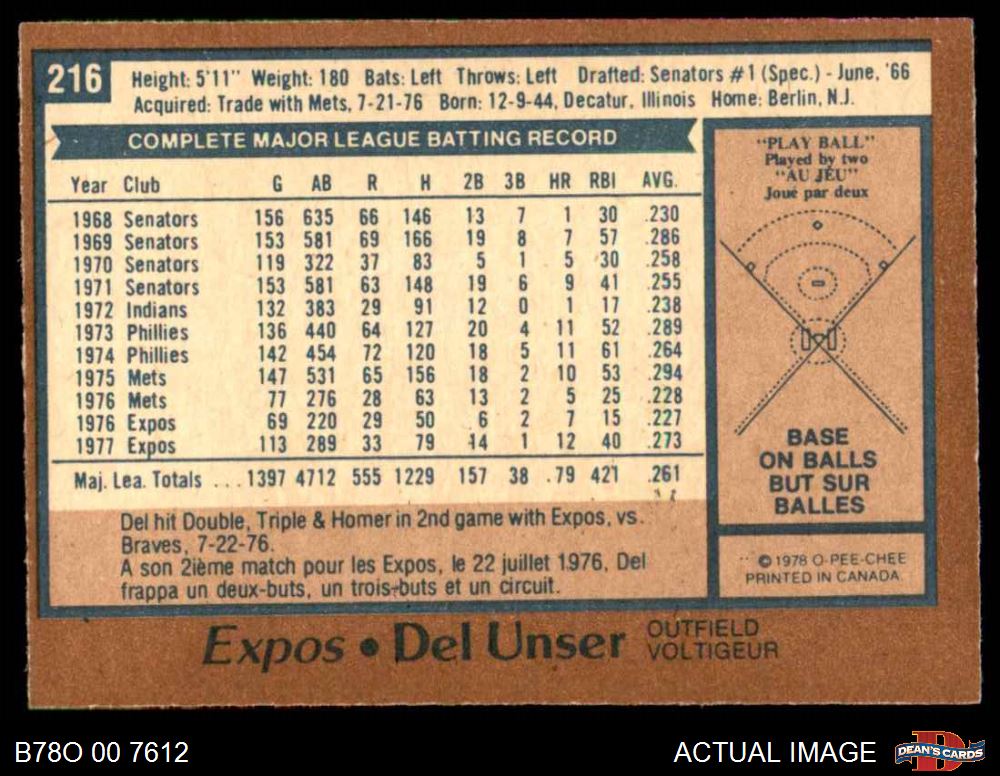 216
Height: 5'11" Weight: 180 Bats: Left Throws: Left Drafted: Senators #1 (Spec.) - June, '66
Acquired: Trade with Mets, 7-21-76 Born: 12-9-44, Decatur, Illinois Home: Berlin, N.J.
COMPLETE MAJOR LEAGUE BATTING RECORD
Year Club G AB R H 2B 3B HR RBI AVG.
1968 Senators 156 635 66 146 13 7 1 30 .230
1969 Senators 153 581 69 166 19 8 7 57 .286
1970 Senators 119 322 37 83 5 1 5 30 .258
1971 Senators 153 581 63 148 19 6 9 41 .255
1972 Indians 132 383 29 91 12 0 1 17 .238
1973 Phillies 136 440 64 127 20 4 11 52 .289
1974 Phillies 142 454 72 120 18 5 11 61 .264
1975 Mets 147 531 65 156 18 2 10 53 .294
1976 Mets 77 276 28 63 13 2 5 25 .228
1976 Expos 69 220 29 50 6 2 7 15 .227
1977 Expos 113 289 33 79 14 1 12 40 .273
Maj. Lea. Totals ... 1397 4712 555 1229 157 38 79 421 .261
Del hit Double, Triple & Homer in 2nd game with Expos, vs.
Braves, 7-22-76.
A son 2ième match pour les Expos, le 22 juillet 1976, Del
frappa un deux-buts, un trois-buts et un circuit.
"PLAY BALL"
Played by two
"AU JEU"
Joue par deux
BASE
ON BALLS
BUT SUR
BALLES
© 1978 O-PEE-CHEE
PRINTED IN CANADA
Expos • Del Unser OUTFIELD
VOLTIGEUR
B78O 00 7612
ACTUAL IMAGE
DEAN'S CARDS